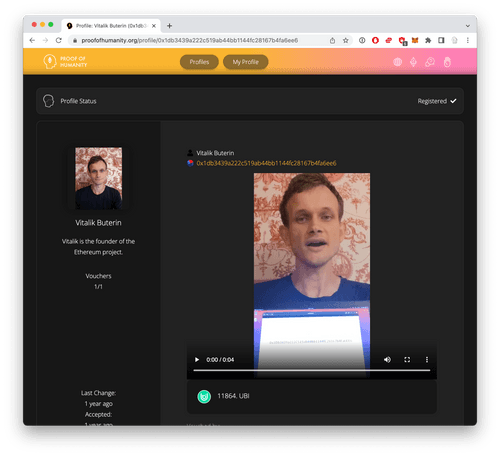 Profile: Vitalik Buterin (0x1db3
proofofhumanity.org/profile/0x1db3439a222c519ab44bb1144fc28167b4fa6ee6
PROOF OF
HUMANITY
Profiles
My Profile
Profile Status
Registered
Vitalik Buterin
0x1db3439a222c519ab44bb1144fc28167b4fa6ee6
Vitalik Buterin
Vitalik is the founder of the
Ethereum project.
Vouchers
1/1
0:00 / 0:04
11864. UBI
Last Change:
1 year ago
Accepted:
1 year ago